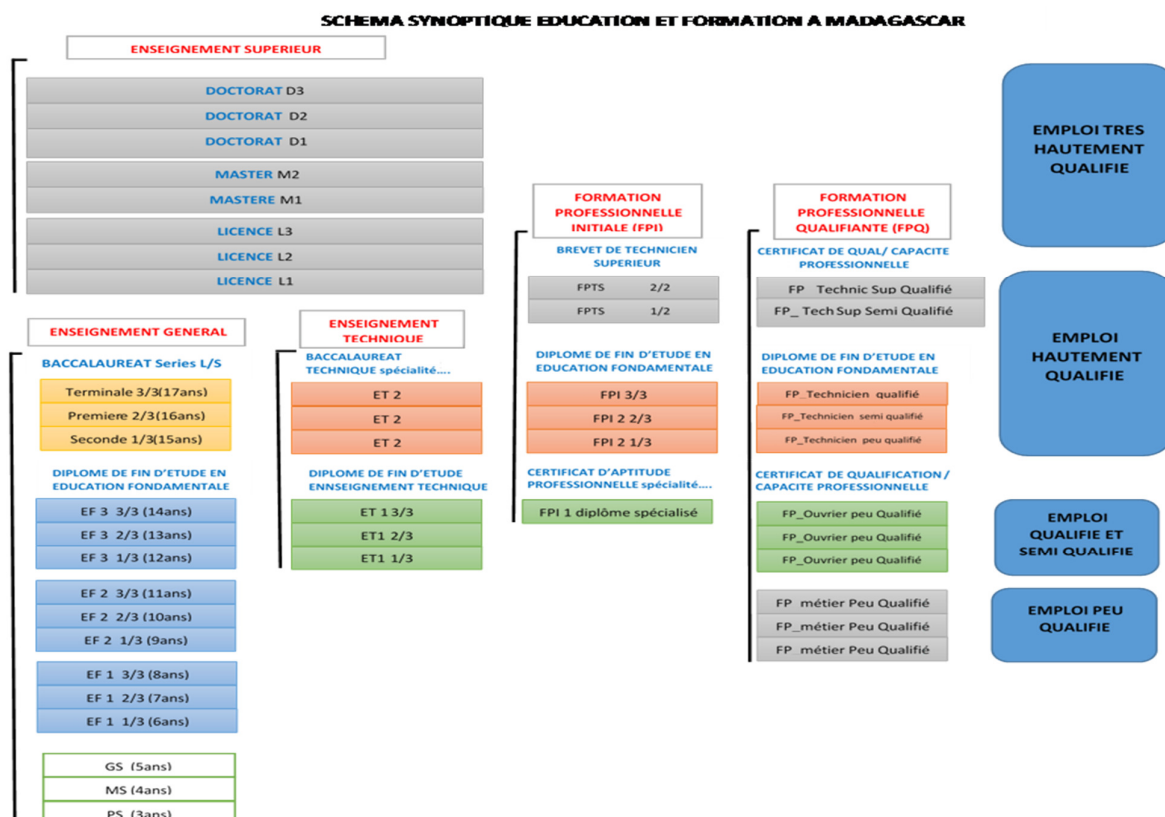 SCHEMA SYNOPTIQUE EDUCATION ET FORMATION A MADAGASCAR
ENSEIGNEMENT SUPERIEUR
DOCTORAT D3
DOCTORAT D2
DOCTORAT D1
MASTER M2
MASTERE M1
LICENCE L3
LICENCE L2
LICENCE L1
ENSEIGNEMENT GENERAL
BACCALAUREAT Series L/S
Terminale 3/3(17ans)
Premiere 2/3(16ans)
Seconde 1/3(15ans)
DIPLOME DE FIN D'ETUDE EN
EDUCATION FONDAMENTALE
EF 3 3/3 (14ans)
EF 3 2/3 (13ans)
EF 3 1/3 (12ans)
EF 2 3/3 (11ans)
EF 2 2/3 (10ans)
EF 2 1/3 (9ans)
EF 1 3/3 (8ans)
EF 1 2/3 (7ans)
EF 1 1/3 (6ans)
GS (5ans)
MS (4ans)
PS (3ans)
ENSEIGNEMENT
TECHNIQUE
BACCALAUREAT
TECHNIQUE spécialité....
ET 2
ET 2
ET 2
DIPLOME DE FIN D'ETUDE
ENNSEIGNEMENT TECHNIQUE
ET 1 3/3
ET1 2/3
ET1 1/3
FORMATION
PROFESSIONNELLE
INITIALE (FPI)
BREVET DE TECHNICIEN
SUPERIEUR
FPTS 2/2
FPTS 1/2
DIPLOME DE FIN D'ETUDE EN
EDUCATION FONDAMENTALE
FPI 3/3
FPI 2 2/3
FPI 2 1/3
CERTIFICAT D'APTITUDE
PROFESSIONNELLE spécialité....
FPI 1 diplôme spécialisé
FORMATION
PROFESSIONNELLE
QUALIFIANTE (FPQ)
CERTIFICAT DE QUAL/ CAPACITE
PROFESSIONNELLE
FP_ Technic Sup Qualifié
FP_ Tech Sup Semi Qualifié
DIPLOME DE FIN D'ETUDE EN
EDUCATION FONDAMENTALE
FP_Technicien qualifié
FP_Technicien semi qualifié
FP_Technicien peu qualifié
CERTIFICAT DE QUALIFICATION /
CAPACITE PROFESSIONNELLE
FP_Ouvrier peu Qualifié
FP_Ouvrier peu Qualifié
FP_Ouvrier peu Qualifié
FP_métier Peu Qualifié
FP_métier Peu Qualifié
FP_métier Peu Qualifié
EMPLOI TRES
HAUTEMENT
QUALIFIE
EMPLOI
HAUTEMENT
QUALIFIE
EMPLOI
QUALIFIE ET
SEMI QUALIFIE
EMPLOI PEU
QUALIFIE